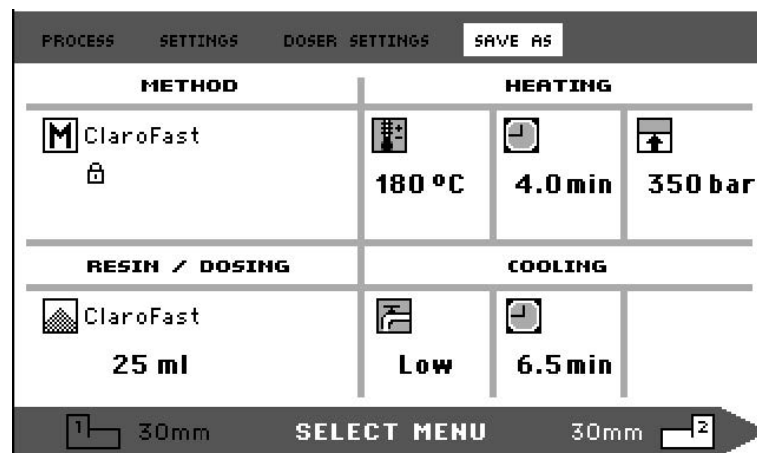 PROCESS SETTINGS DOSER SETTINGS SAVE AS
METHOD HEATING
M ClaroFast
180 ºC 4.0 min 350 bar
RESIN / DOSING COOLING
ClaroFast
25 ml Low 6.5 min
1 30mm SELECT MENU 30mm 2